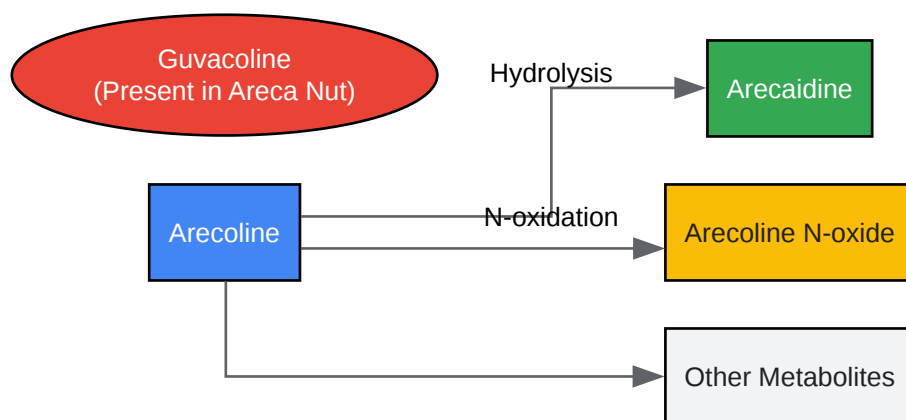 Guvacoline
(Present in Areca Nut)
Hydrolysis
Arecaidine
Arecoline
N-oxidation
Arecoline N-oxide
Other Metabolites